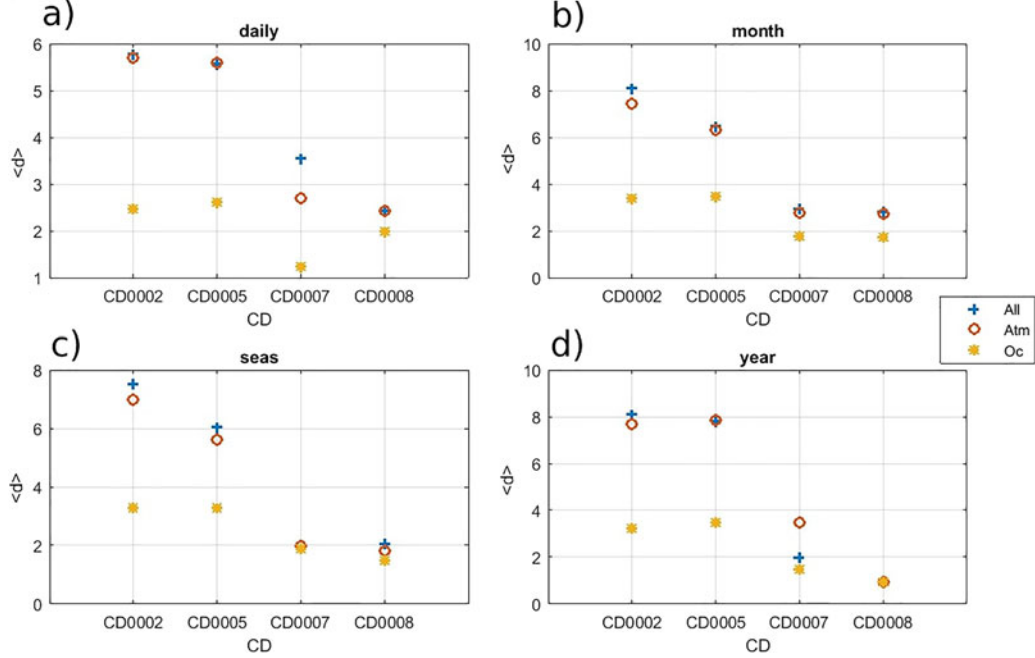 a)
daily
6
5
4
3
2
1
<d>
CD0002 CD0005 CD0007 CD0008
CD
b)
month
10
8
6
4
2
0
<d>
CD0002 CD0005 CD0007 CD0008
CD
All
Atm
Oc
c)
seas
8
6
4
2
0
<d>
CD0002 CD0005 CD0007 CD0008
CD
d)
year
10
8
6
4
2
0
<d>
CD0002 CD0005 CD0007 CD0008
CD